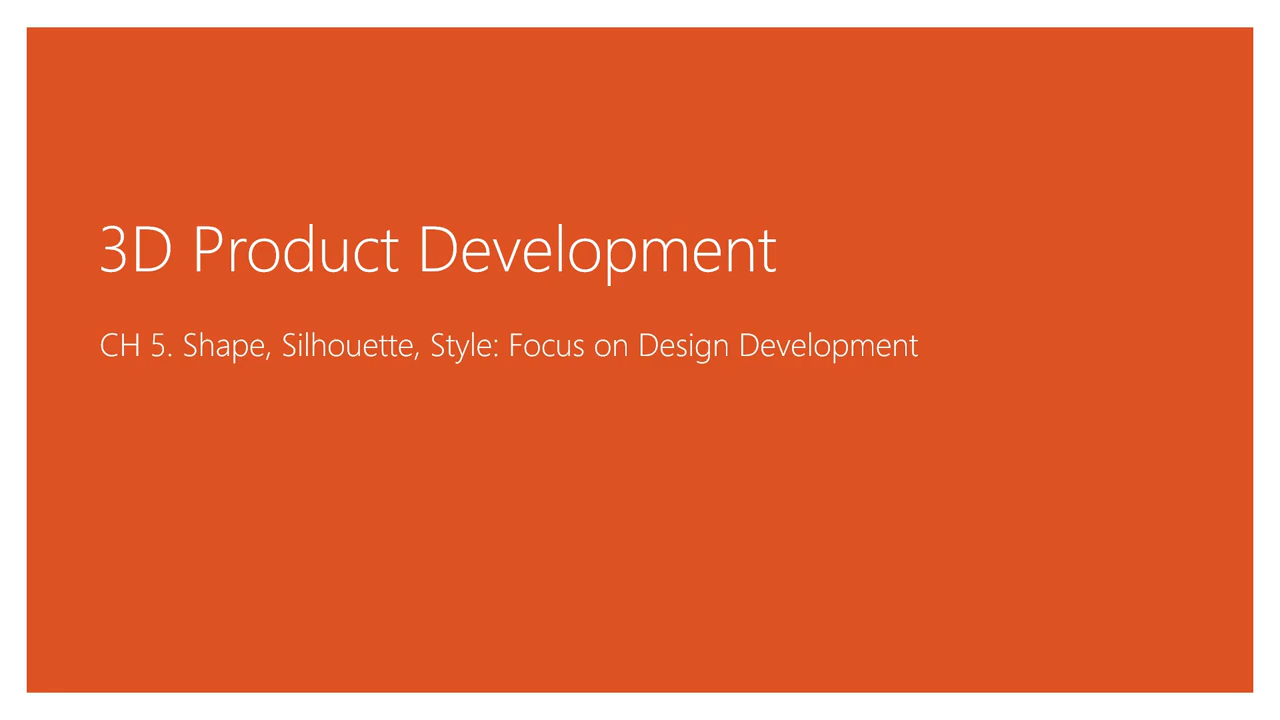 3D Product Development
CH 5. Shape, Silhouette, Style: Focus on Design Development